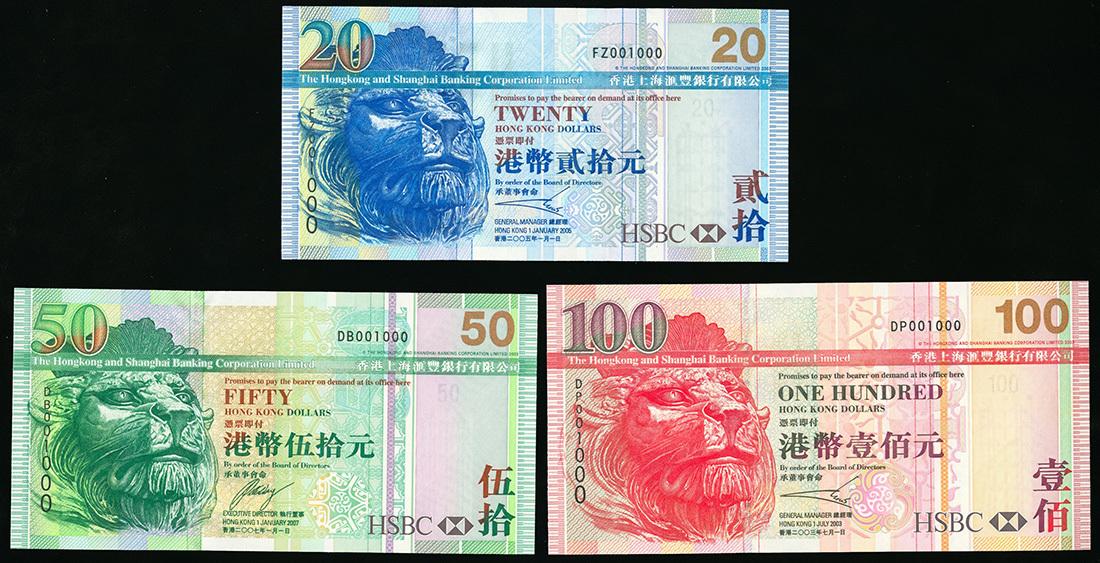 20
FZ001000
20
© THE HONGKONG AND SHANGHAI BANKING CORPORATION LIMITED 2003
The Hongkong and Shanghai Banking Corporation Limited 香港上海滙豐銀行有限公司
Promises to pay the bearer on demand at its office here
20
TWENTY
HONG KONG DOLLARS
憑票即付
港幣貳拾元
By order of the Board of Directors
承董事會命
GENERAL MANAGER 總經理
HONG KONG 1 JANUARY 2005
香港二〇〇五年一月一日
HSBC
貳拾
FZ001000
50
DB001000
50
© THE HONGKONG AND SHANGHAI BANKING CORPORATION LIMITED 2003
The Hongkong and Shanghai Banking Corporation Limited 香港上海滙豐銀行有限公司
Promises to pay the bearer on demand at its office here
50
FIFTY
HONG KONG DOLLARS
憑票即付
港幣伍拾元
By order of the Board of Directors
承董事會命
EXECUTIVE DIRECTOR 執行董事
HONG KONG 1 JANUARY 2007
香港二〇〇七年一月一日
HSBC
伍拾
DB001000
100
DP001000
100
© THE HONGKONG AND SHANGHAI BANKING CORPORATION LIMITED 2003
The Hongkong and Shanghai Banking Corporation Limited 香港上海滙豐銀行有限公司
Promises to pay the bearer on demand at its office here
100
ONE HUNDRED
HONG KONG DOLLARS
憑票即付
港幣壹佰元
By order of the Board of Directors
承董事會命
GENERAL MANAGER 總經理
HONG KONG 1 JULY 2003
香港二〇〇三年七月一日
HSBC
壹佰
DP001000